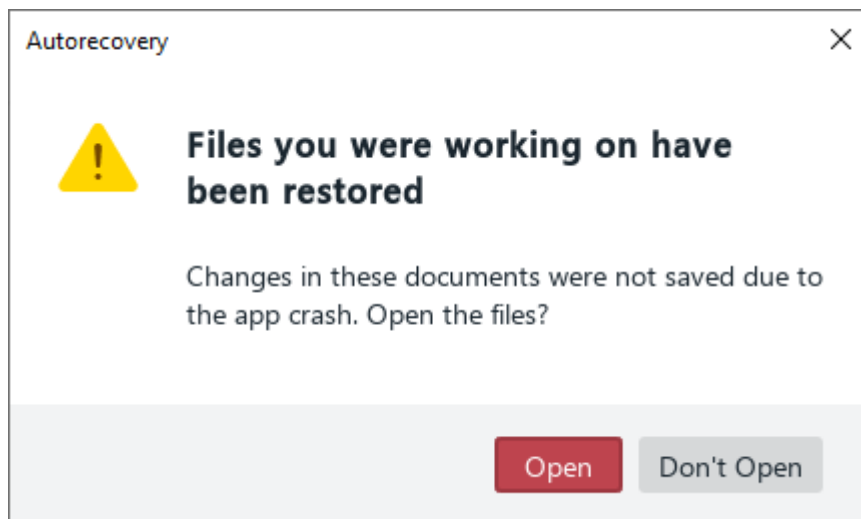 Autorecovery
Files you were working on have
been restored
Changes in these documents were not saved due to
the app crash. Open the files?
Open
Don't Open